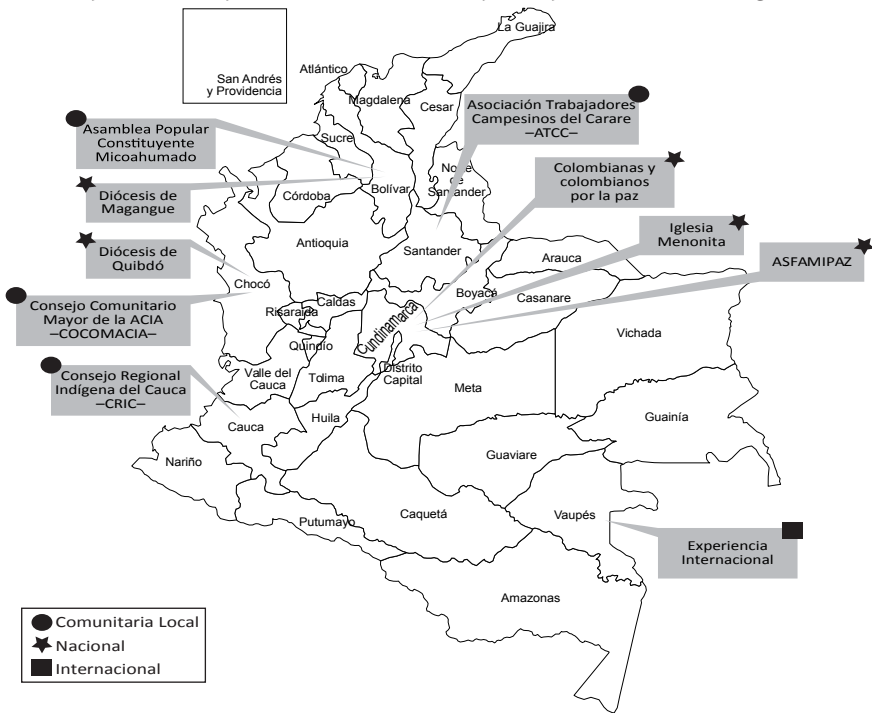 La Guajira
San Andrés
y Providencia
Atlántico
Magdalena
Cesar
Asociación Trabajadores
Campesinos del Carare
–ATCC–
Asamblea Popular
Constituyente
Micoahumado
Sucre
Norte
de
Santander
Colombianas y
colombianos
por la paz
Diócesis de
Magangue
Córdoba
Bolívar
Iglesia
Menonita
Antioquia
Santander
Diócesis de
Quibdó
Arauca
ASFAMIPAZ
Chocó
Boyacá
Casanare
Consejo Comunitario
Mayor de la ACIA
–COCOMACIA–
Caldas
Risaralda
Cundinamarca
Vichada
Quindío
Consejo Regional
Indígena del Cauca
–CRIC–
Valle del
Cauca
Tolima
Distrito
Capital
Meta
Cauca
Huila
Guainía
Nariño
Guaviare
Putumayo
Caquetá
Vaupés
Experiencia
Internacional
Amazonas
Comunitaria Local
Nacional
Internacional